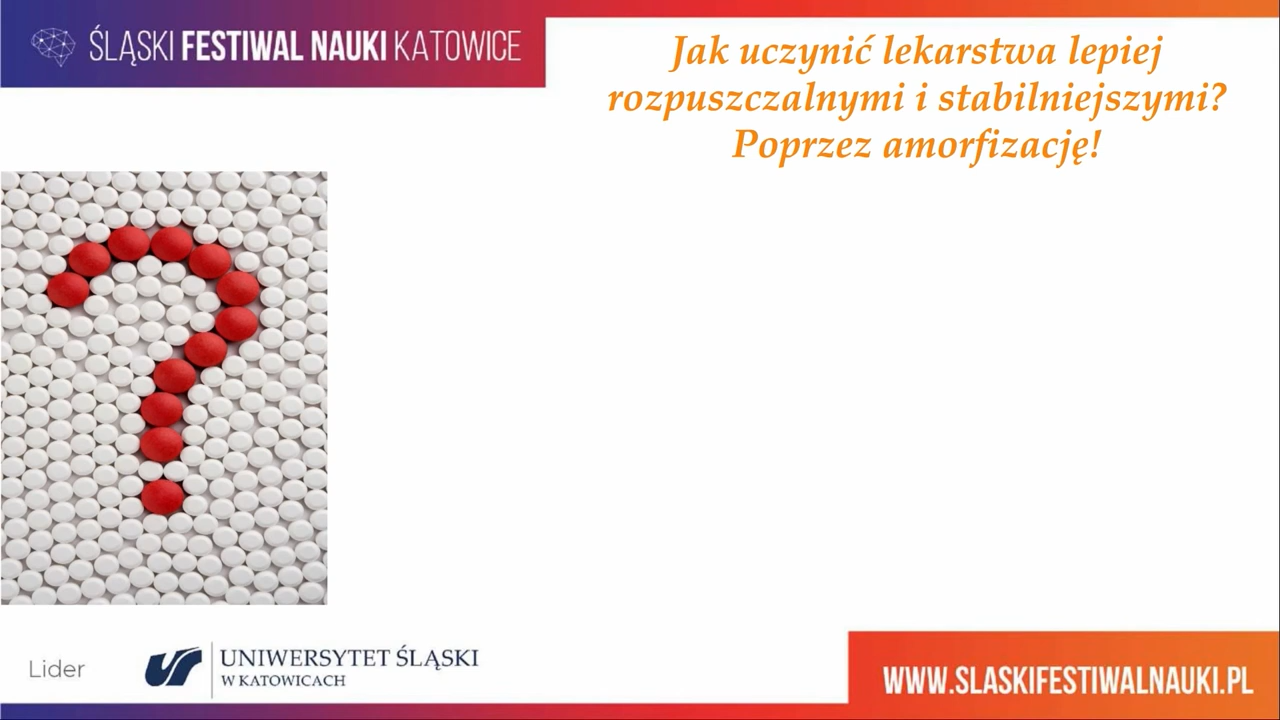 ŚLĄSKI FESTIWAL NAUKI KATOWICE
Jak uczynić lekarstwa lepiej
rozpuszczalnymi i stabilniejszymi?
Poprzez amorfizację!
Lider
UNIWERSYTET ŚLĄSKI
W KATOWICACH
WWW.SLASKIFESTIWALNAUKI.PL